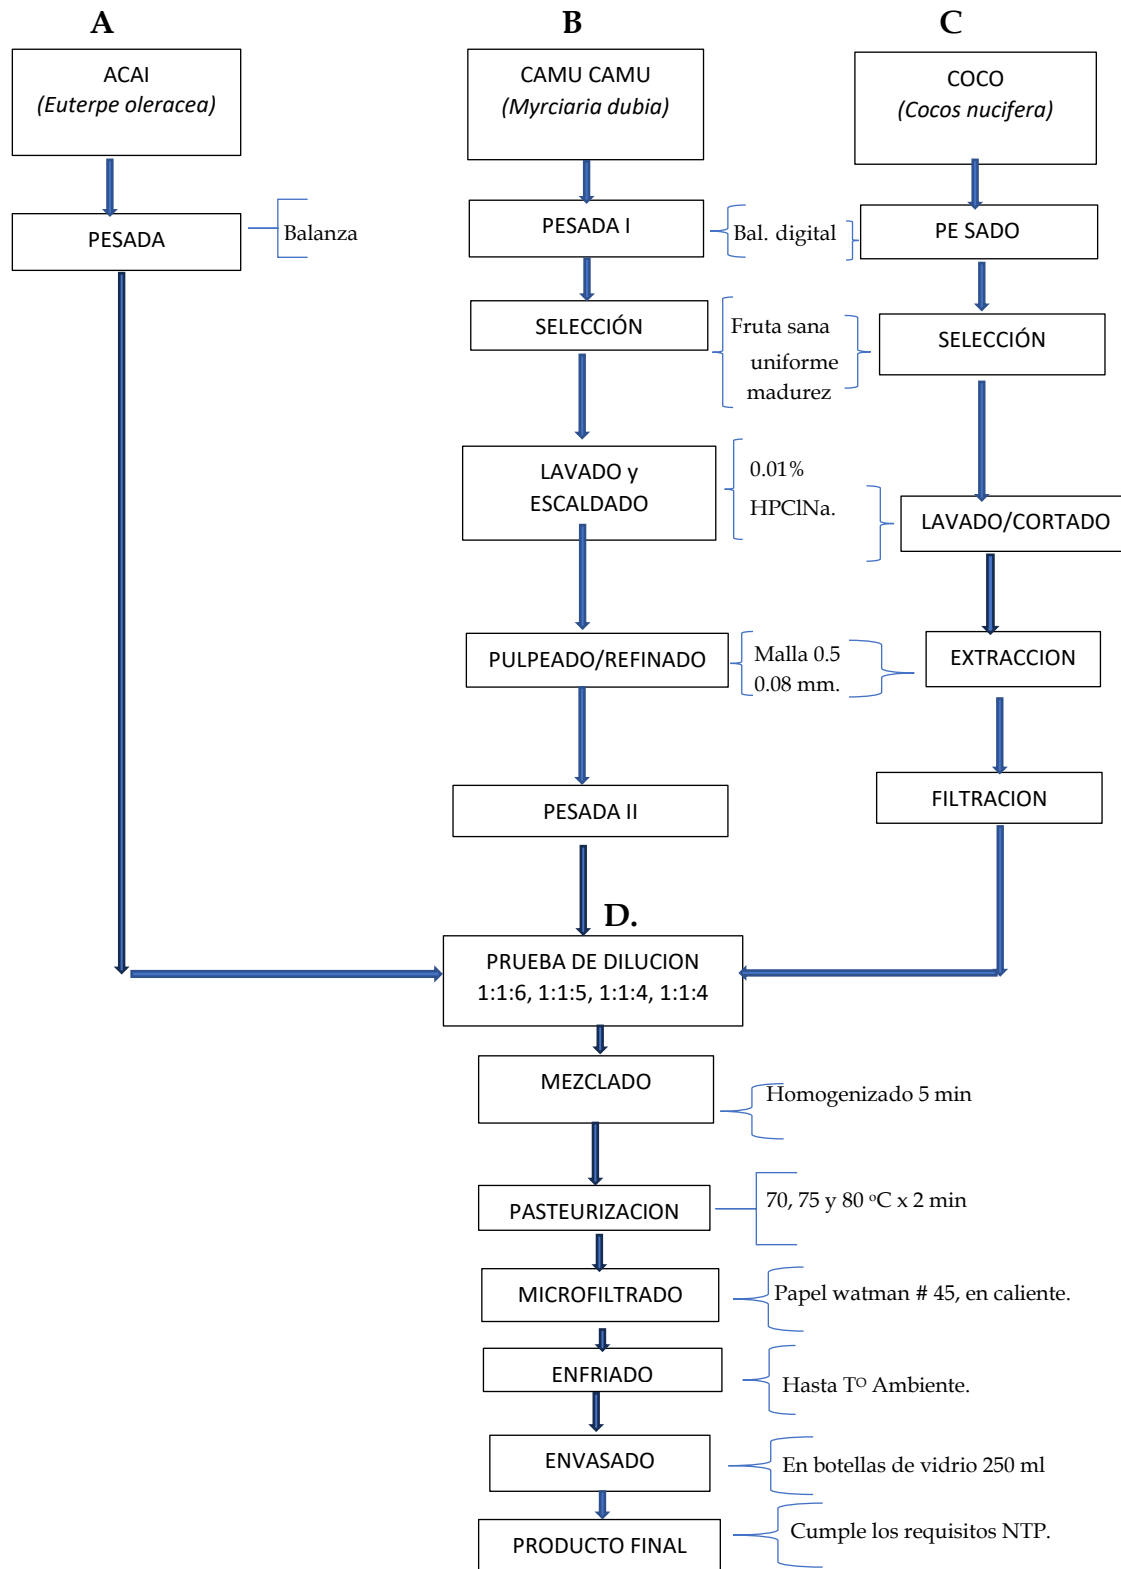 A
B
C
ACAI
(Euterpe oleracea)
CAMU CAMU
(Myrciaria dubia)
COCO
(Cocos nucifera)
PESADA
Balanza
PESADA I
Bal. digital
PE SADO
SELECCIÓN
Fruta sana
uniforme
madurez
SELECCIÓN
LAVADO y
ESCALDADO
0.01%
HPClNa.
LAVADO/CORTADO
PULPEADO/REFINADO
Malla 0.5
0.08 mm.
EXTRACCION
PESADA II
FILTRACION
D.
PRUEBA DE DILUCION
1:1:6, 1:1:5, 1:1:4, 1:1:4
MEZCLADO
Homogenizado 5 min
PASTEURIZACION
70, 75 y 80 ºC x 2 min
MICROFILTRADO
Papel watman # 45, en caliente.
ENFRIADO
Hasta Tº Ambiente.
ENVASADO
En botellas de vidrio 250 ml
PRODUCTO FINAL
Cumple los requisitos NTP.